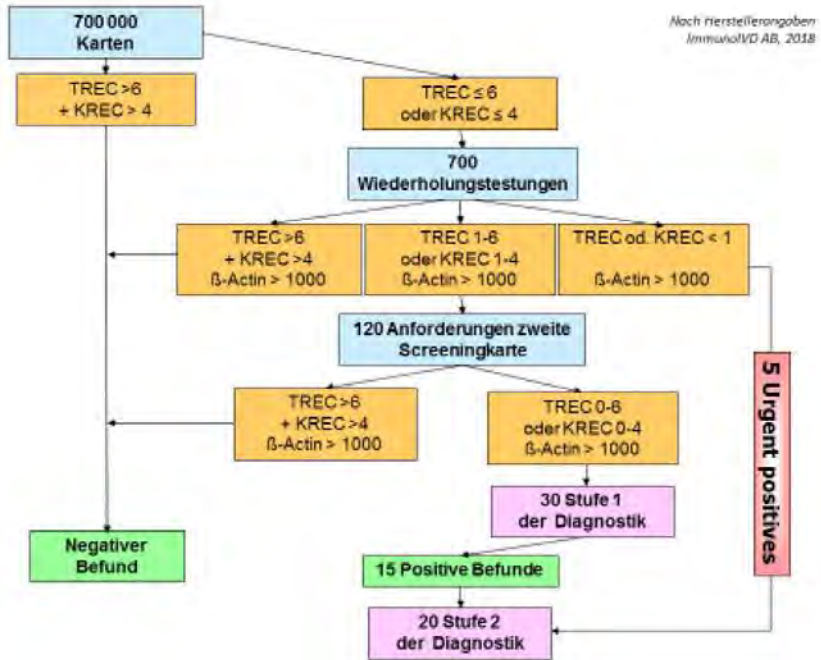 700 000
Karten
Nach Herstellerangaben
ImmunoIVD AB, 2018
TREC >6
+ KREC > 4
TREC ≤ 6
oder KREC ≤ 4
700
Wiederholungstestungen
TREC >6
+ KREC >4
ß-Actin > 1000
TREC 1-6
oder KREC 1-4
ß-Actin > 1000
TREC od. KREC < 1
ß-Actin > 1000
120 Anforderungen zweite
Screeningkarte
TREC >6
+ KREC >4
ß-Actin > 1000
TREC 0-6
oder KREC 0-4
ß-Actin > 1000
5 Urgent positives
30 Stufe 1
der Diagnostik
Negativer
Befund
15 Positive Befunde
20 Stufe 2
der Diagnostik